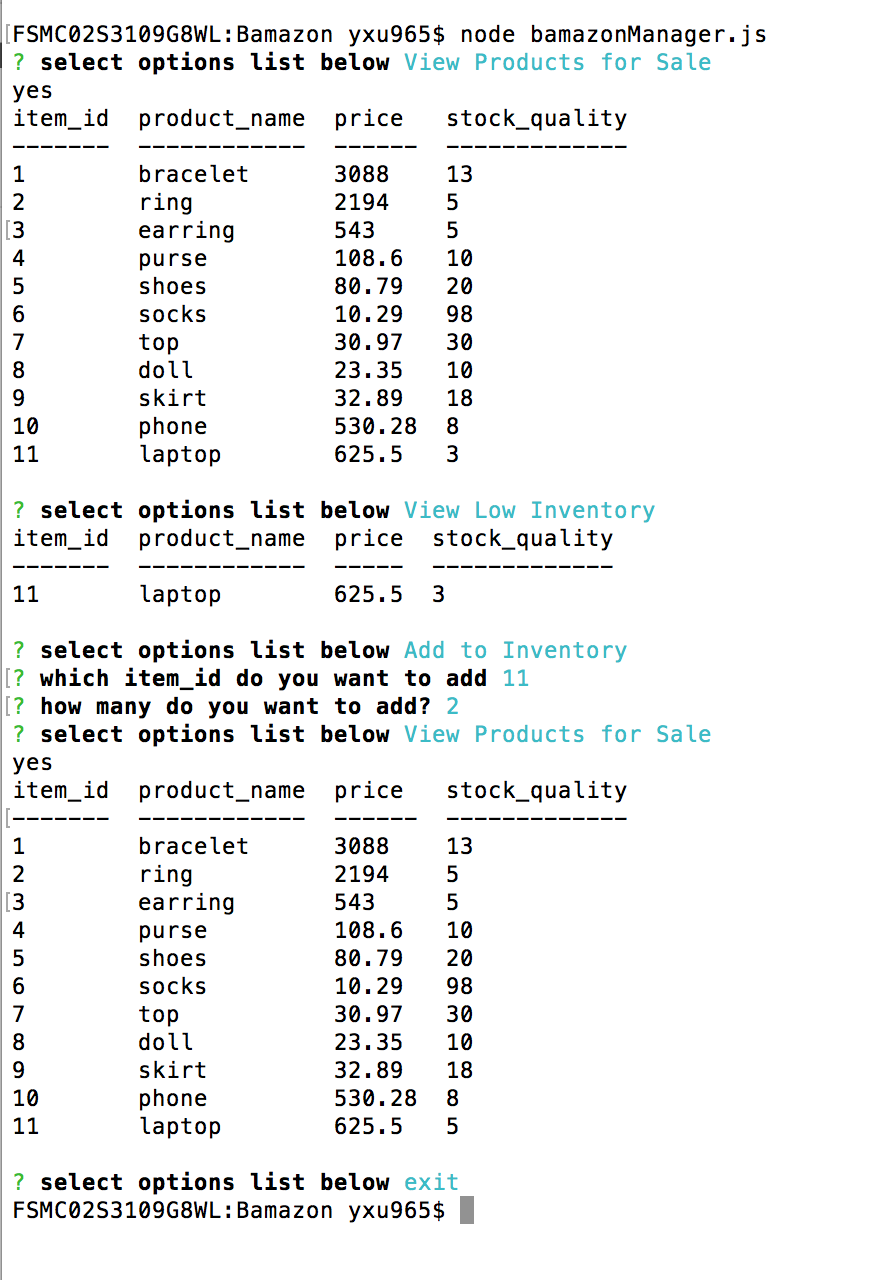 FSMC02S3109G8WL:Bamazon yxu965$ node bamazonManager.js
? select options list below View Products for Sale
yes
item_id  product_name  price   stock_quality
-------  ------------  ------  -------------
1        bracelet      3088    13
2        ring          2194    5
3        earring       543     5
4        purse         108.6   10
5        shoes         80.79   20
6        socks         10.29   98
7        top           30.97   30
8        doll          23.35   10
9        skirt         32.89   18
10       phone         530.28  8
11       laptop        625.5   3

? select options list below View Low Inventory
item_id  product_name  price  stock_quality
-------  ------------  -----  -------------
11       laptop        625.5  3

? select options list below Add to Inventory
? which item_id do you want to add 11
? how many do you want to add? 2
? select options list below View Products for Sale
yes
item_id  product_name  price   stock_quality
-------  ------------  ------  -------------
1        bracelet      3088    13
2        ring          2194    5
3        earring       543     5
4        purse         108.6   10
5        shoes         80.79   20
6        socks         10.29   98
7        top           30.97   30
8        doll          23.35   10
9        skirt         32.89   18
10       phone         530.28  8
11       laptop        625.5   5

? select options list below exit
FSMC02S3109G8WL:Bamazon yxu965$